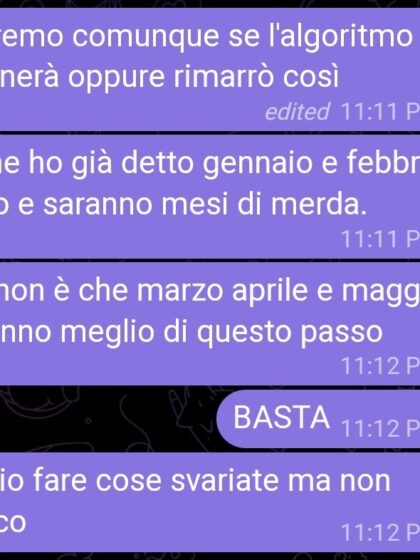 remo comunque se l'algoritmo
nerà oppure rimarrò così
edited 11:11 P
ne ho già detto gennaio e febbr
o e saranno mesi di merda.
11:11 P
non è che marzo aprile e magg
nno meglio di questo passo
11:12 P
BASTA 11:12 P
io fare cose svariate ma non
co
11:12 P